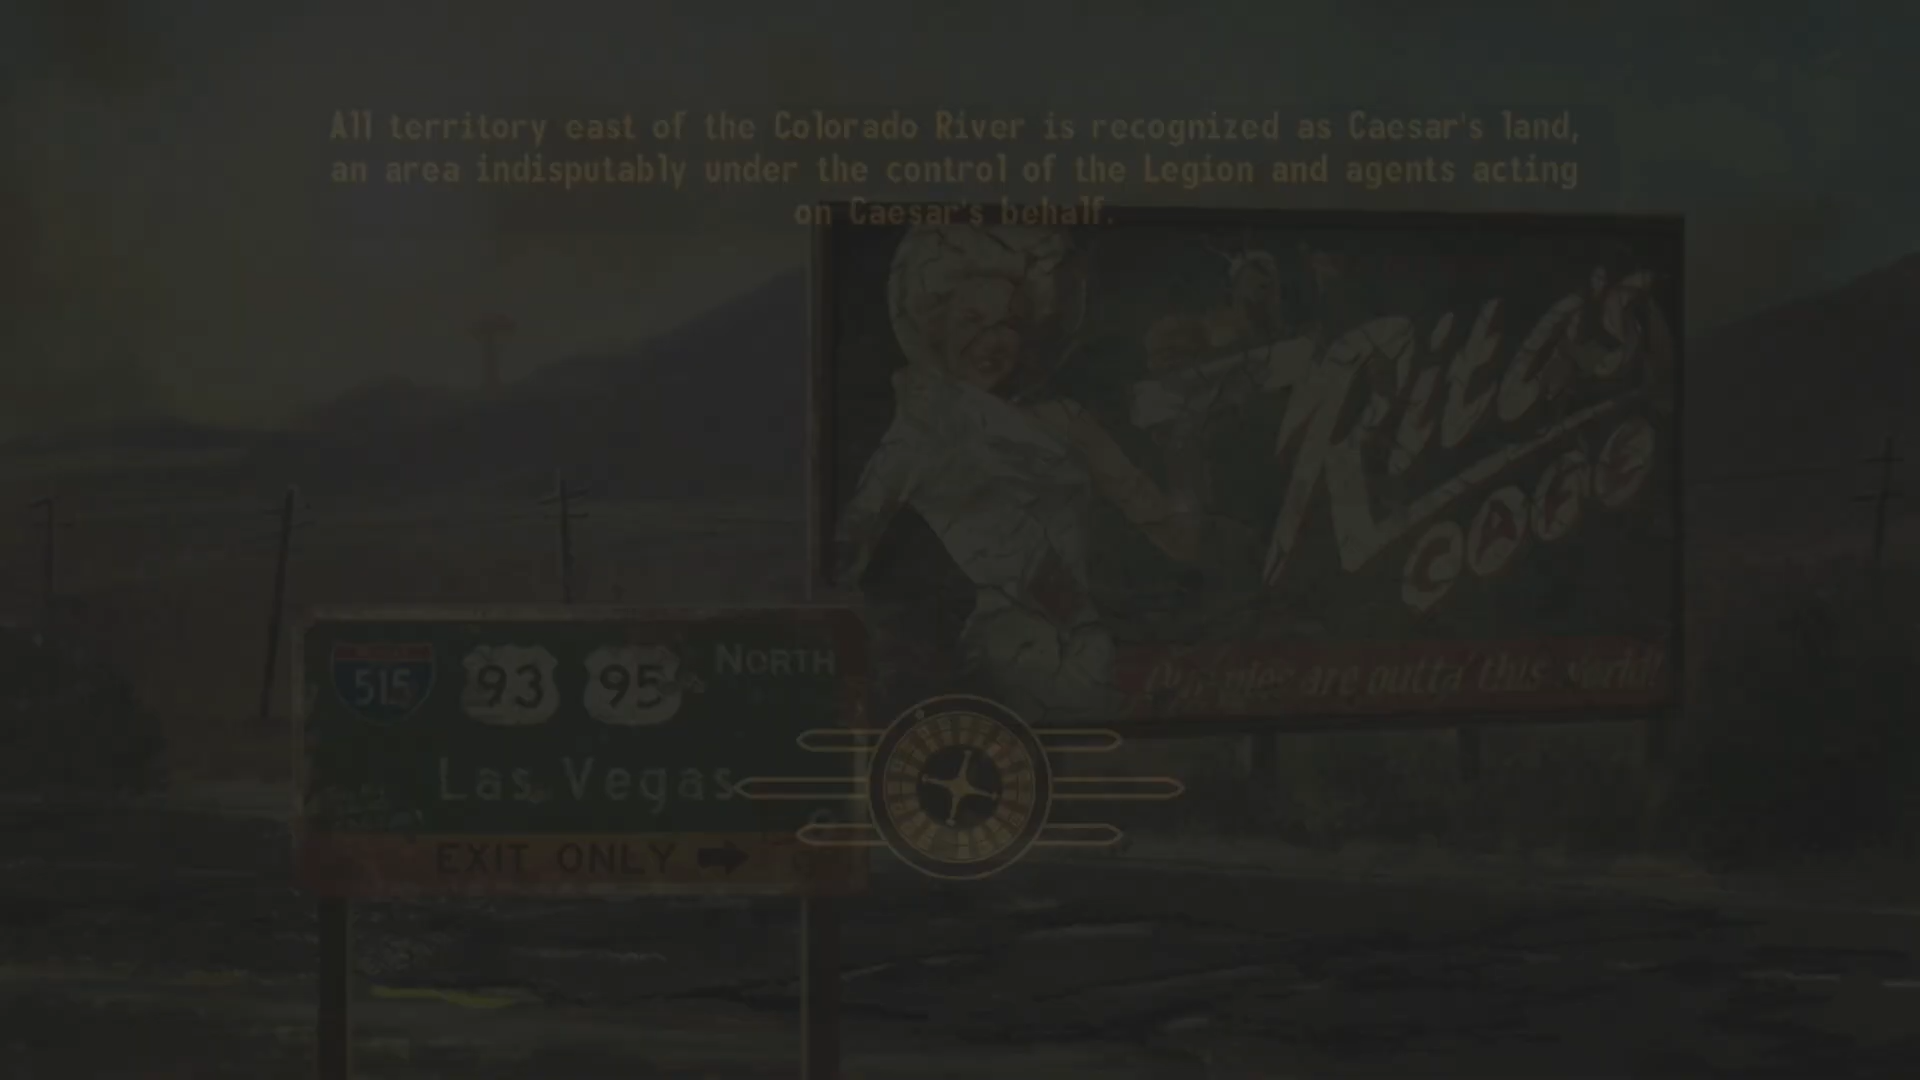 All territory east of the Colorado River is recognized as Caesar's land,
an area indisputably under the control of the Legion and agents acting
on Caesar's behalf.
Rita's
CAFE
are outta' this world!
515 93 95 NORTH
Las Vegas
EXIT ONLY